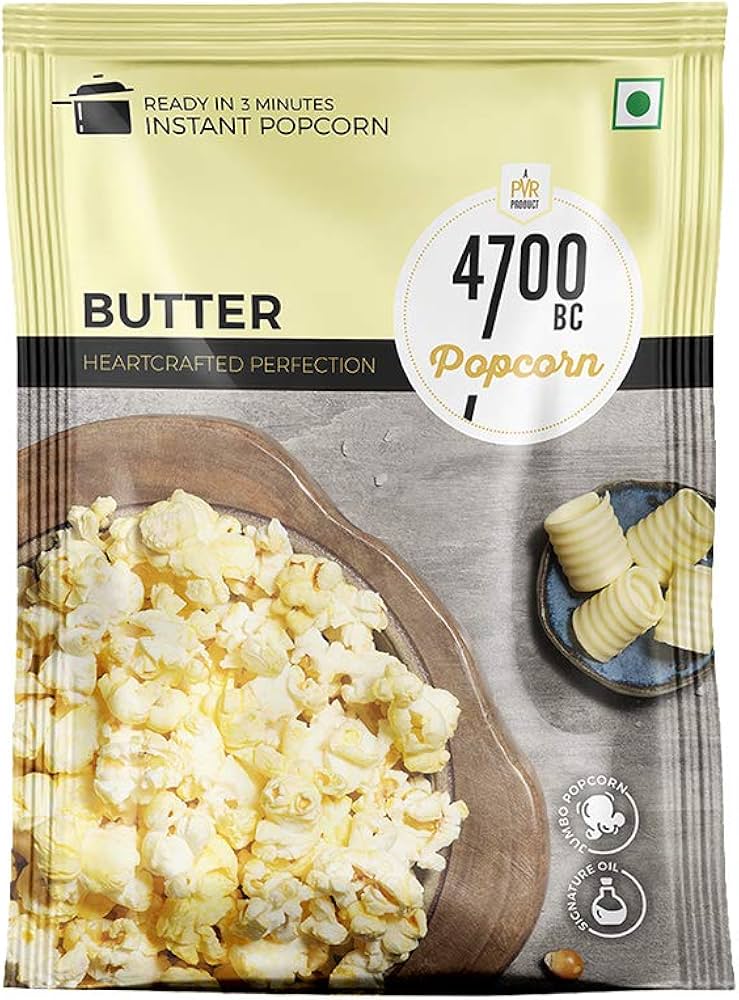 READY IN 3 MINUTES
INSTANT POPCORN
A
PVR
PRODUCT
4700
BC
Popcorn
BUTTER
HEARTCRAFTED PERFECTION
JUMBO POPCORN
SIGNATURE OIL